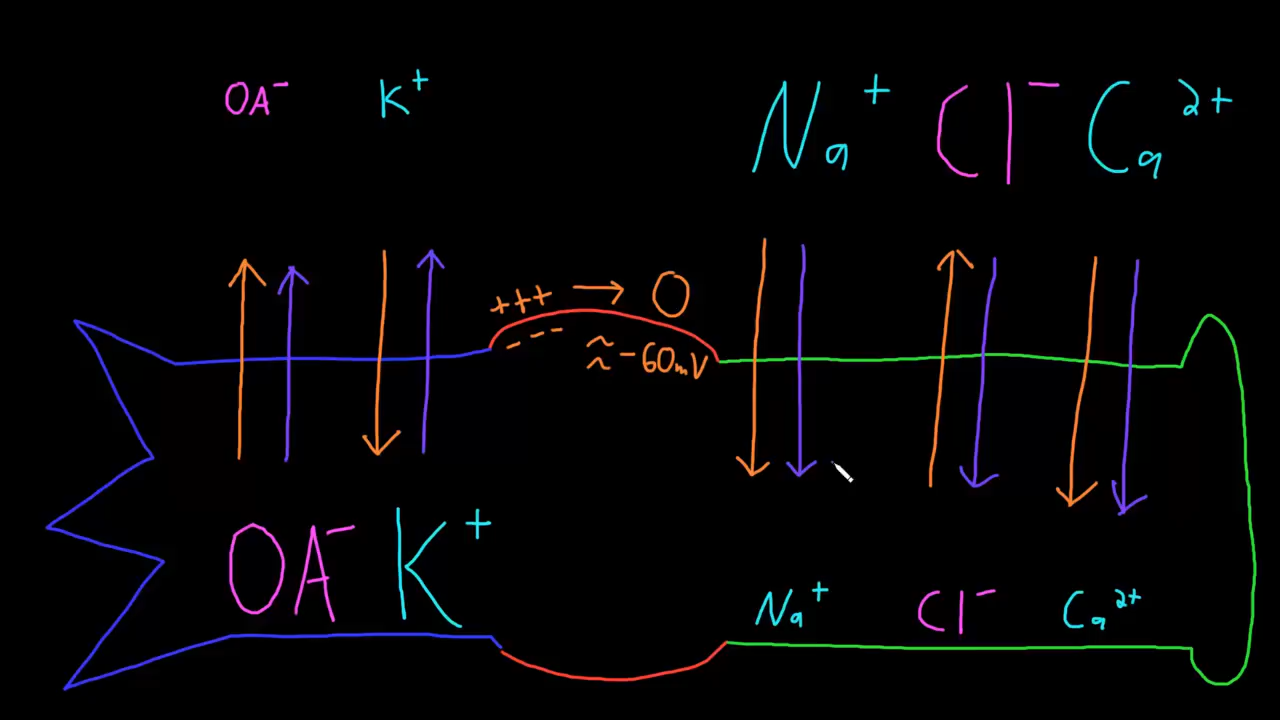 OA⁻ K⁺ Na⁺ Cl⁻ Ca²⁺
+++ → 0
--- ≈ -60mV
OA⁻ K⁺ Na⁺ Cl⁻ Ca²⁺